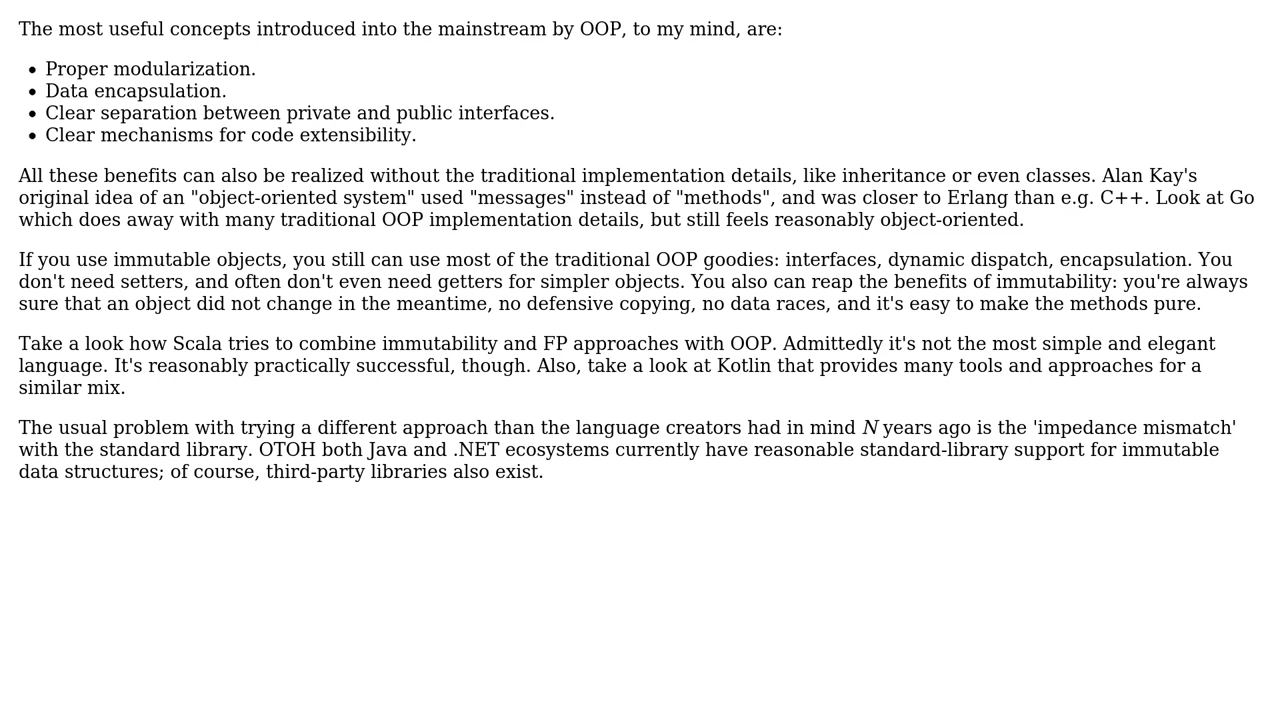 The most useful concepts introduced into the mainstream by OOP, to my mind, are:
• Proper modularization.
• Data encapsulation.
• Clear separation between private and public interfaces.
• Clear mechanisms for code extensibility.
All these benefits can also be realized without the traditional implementation details, like inheritance or even classes. Alan Kay's
original idea of an "object-oriented system" used "messages" instead of "methods", and was closer to Erlang than e.g. C++. Look at Go
which does away with many traditional OOP implementation details, but still feels reasonably object-oriented.
If you use immutable objects, you still can use most of the traditional OOP goodies: interfaces, dynamic dispatch, encapsulation. You
don't need setters, and often don't even need getters for simpler objects. You also can reap the benefits of immutability: you're always
sure that an object did not change in the meantime, no defensive copying, no data races, and it's easy to make the methods pure.
Take a look how Scala tries to combine immutability and FP approaches with OOP. Admittedly it's not the most simple and elegant
language. It's reasonably practically successful, though. Also, take a look at Kotlin that provides many tools and approaches for a
similar mix.
The usual problem with trying a different approach than the language creators had in mind N years ago is the 'impedance mismatch'
with the standard library. OTOH both Java and .NET ecosystems currently have reasonable standard-library support for immutable
data structures; of course, third-party libraries also exist.